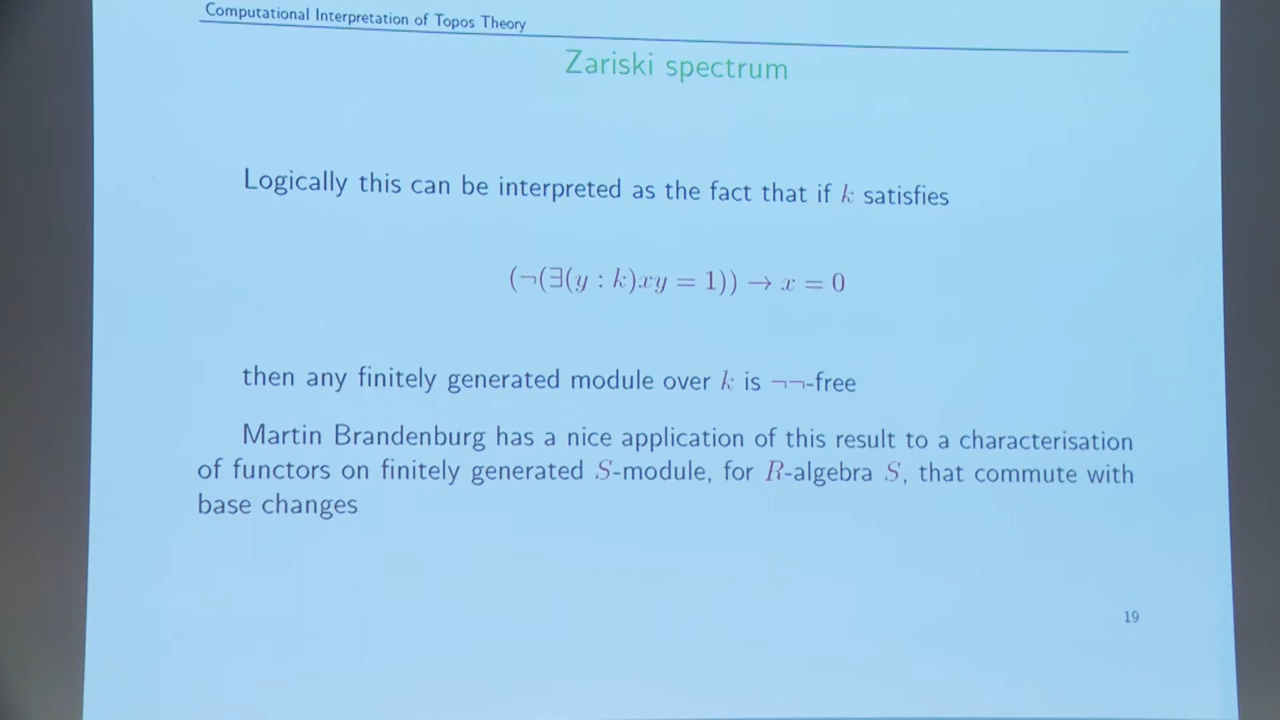 Computational Interpretation of Topos Theory
Zariski spectrum
Logically this can be interpreted as the fact that if k satisfies
(¬(∃(y : k)xy = 1)) → x = 0
then any finitely generated module over k is ¬¬-free
Martin Brandenburg has a nice application of this result to a characterisation
of functors on finitely generated S-module, for R-algebra S, that commute with
base changes
19